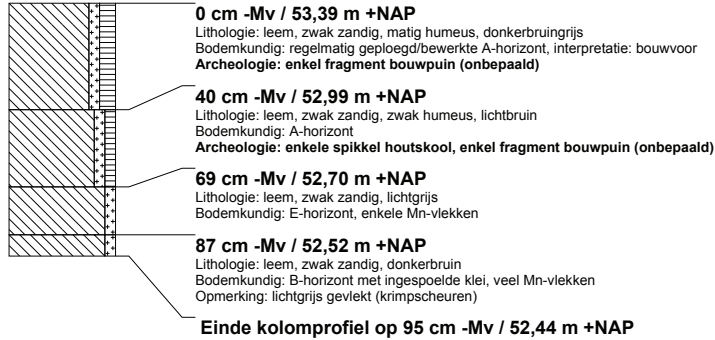 0 cm -Mv / 53,39 m +NAP
Lithologie: leem, zwak zandig, matig humeus, donkerbruingrijs
Bodemkundig: regelmatig geploegd/bewerkte A-horizont, interpretatie: bouwvoor
Archeologie: enkel fragment bouwpuin (onbepaald)
40 cm -Mv / 52,99 m +NAP
Lithologie: leem, zwak zandig, zwak humeus, lichtbruin
Bodemkundig: A-horizont
Archeologie: enkele spikkel houtskool, enkel fragment bouwpuin (onbepaald)
69 cm -Mv / 52,70 m +NAP
Lithologie: leem, zwak zandig, lichtgrijs
Bodemkundig: E-horizont, enkele Mn-vlekken
87 cm -Mv / 52,52 m +NAP
Lithologie: leem, zwak zandig, donkerbruin
Bodemkundig: B-horizont met ingespoelde klei, veel Mn-vlekken
Opmerking: lichtgrijs gevlekt (krimpscheuren)
Einde kolomprofiel op 95 cm -Mv / 52,44 m +NAP